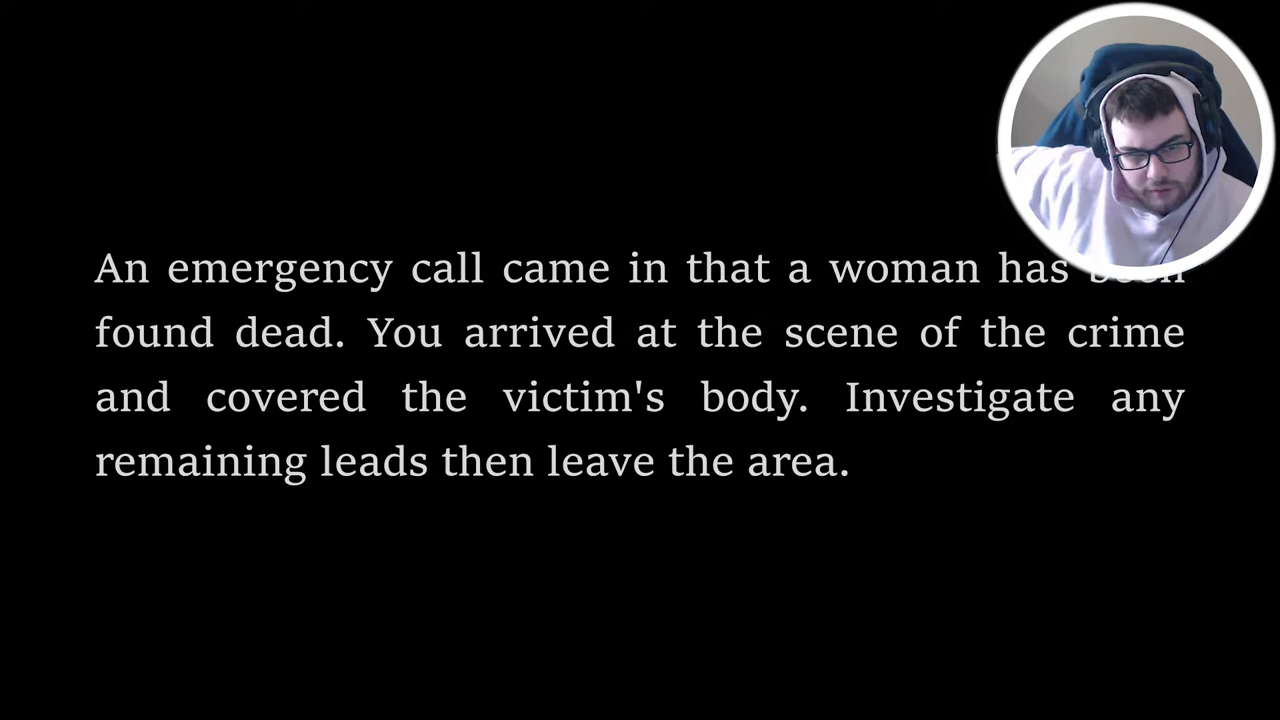 An emergency call came in that a woman has been
found dead. You arrived at the scene of the crime
and covered the victim's body. Investigate any
remaining leads then leave the area.